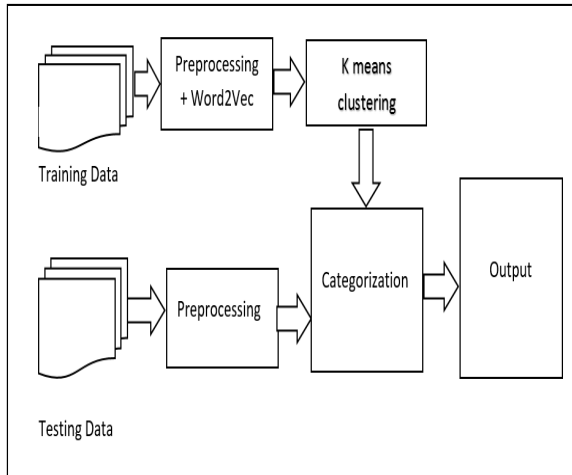 Preprocessing
+ Word2Vec
K means
clustering
Training Data
Categorization
Output
Preprocessing
Testing Data